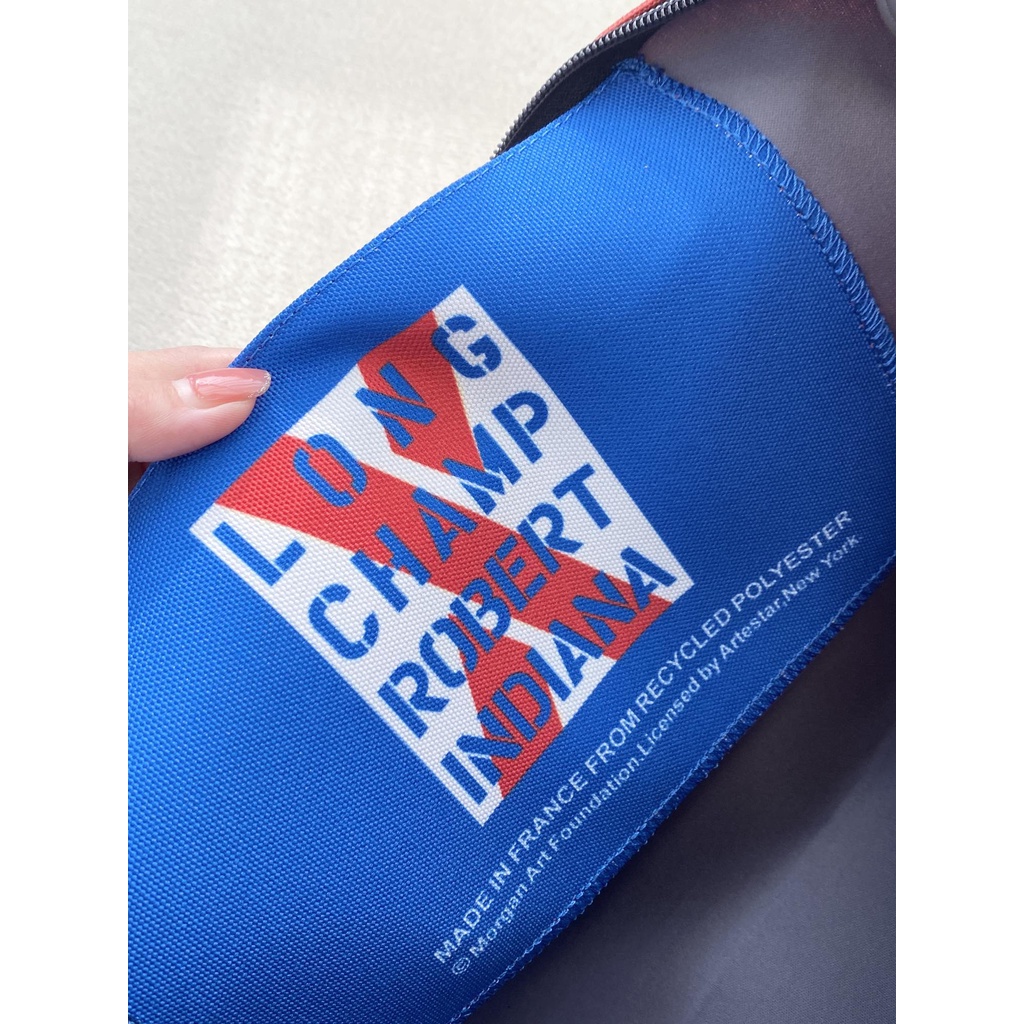 LONG
CHAMP
ROBERT
INDIANA
MADE IN FRANCE FROM RECYCLED POLYESTER
© Morgan Art Foundation.Licensed by Artestar,New York.